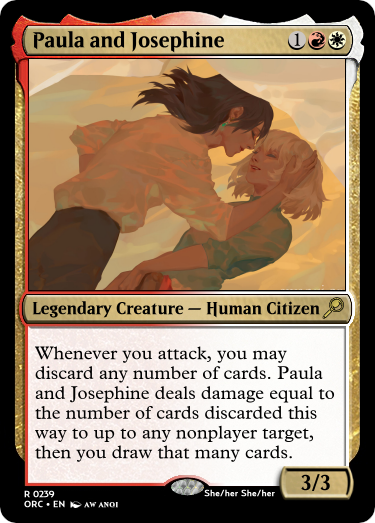 Paula and Josephine 1
Legendary Creature — Human Citizen
Whenever you attack, you may
discard any number of cards. Paula
and Josephine deals damage equal to
the number of cards discarded this
way to up to any nonplayer target,
then you draw that many cards.
3/3
R 0239
ORC • EN AW ANOI
She/her She/her